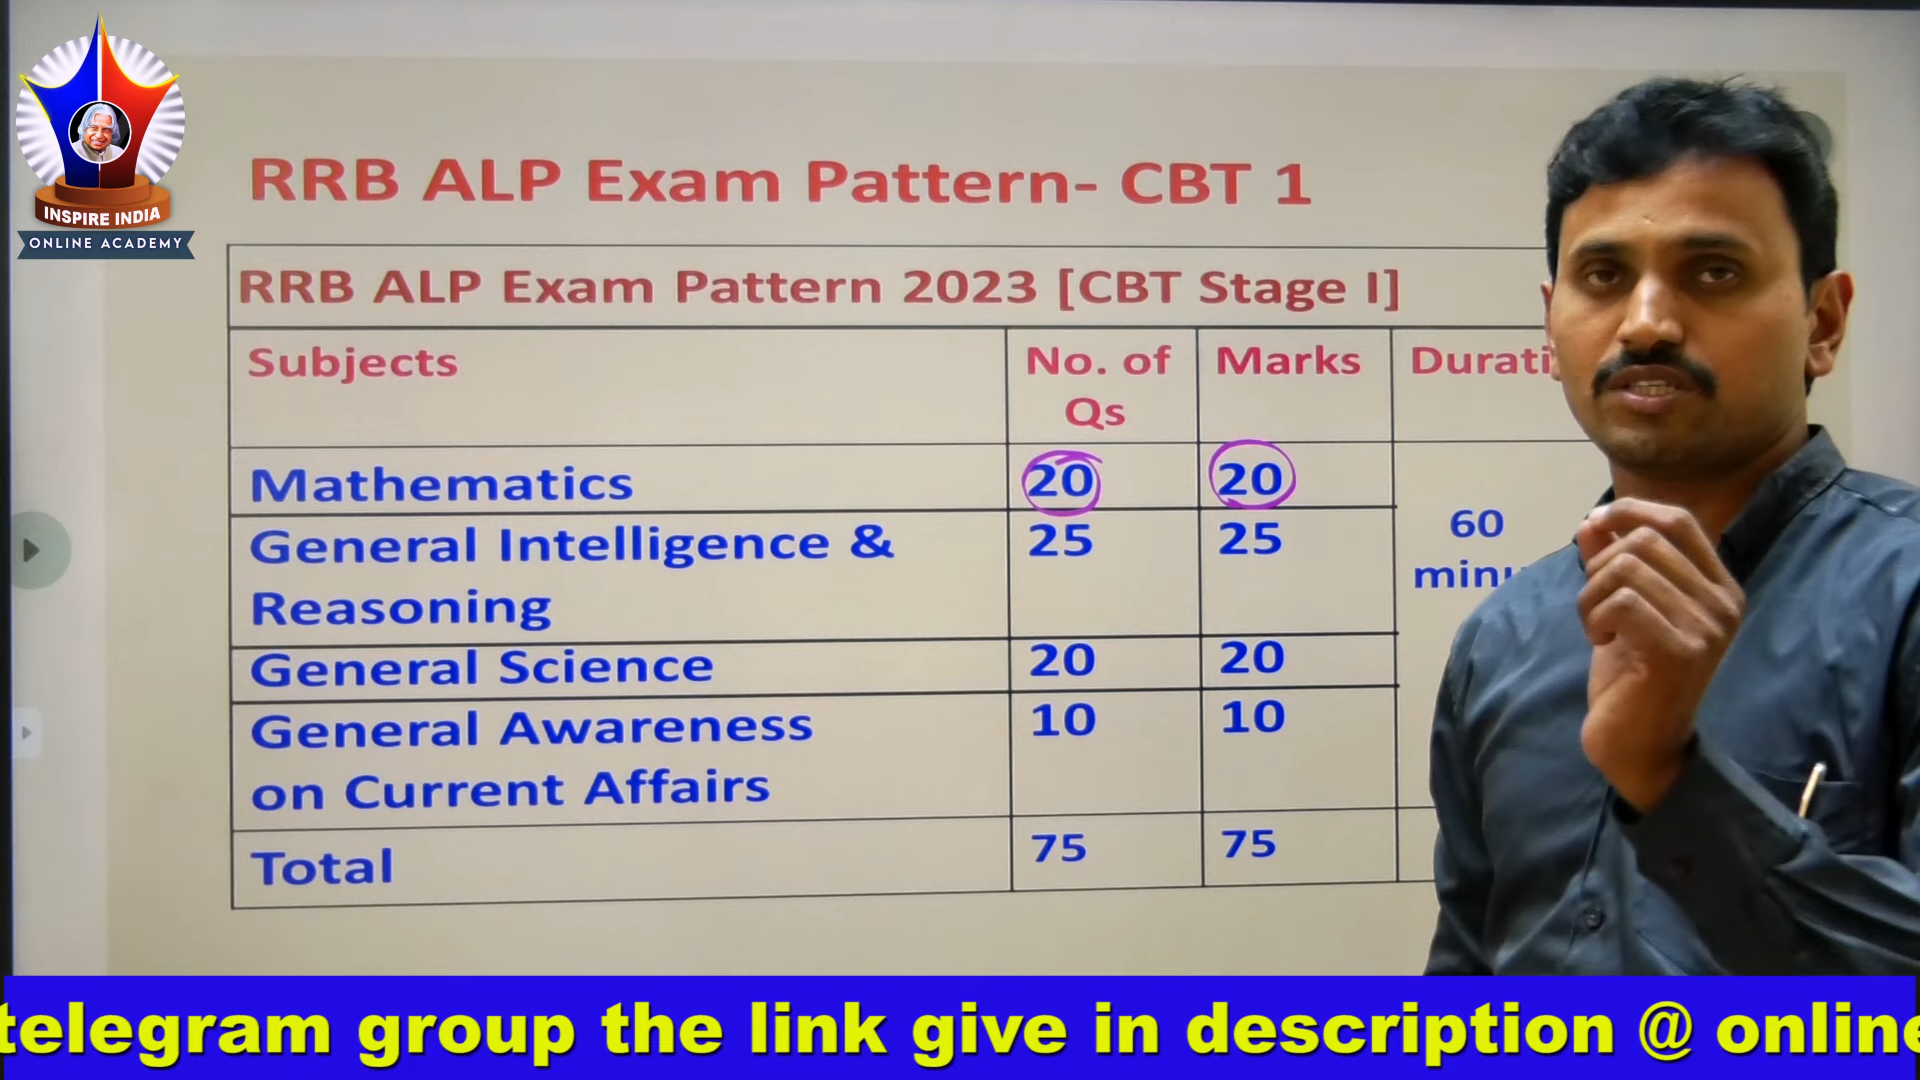 INSPIRE INDIA
ONLINE ACADEMY
RRB ALP Exam Pattern- CBT 1
RRB ALP Exam Pattern 2023 [CBT Stage I]
Subjects
No. of
Qs
Marks
Durati
Mathematics
20
20
60
minu
General Intelligence &
Reasoning
25
25
General Science
20
20
General Awareness
on Current Affairs
10
10
Total
75
75
telegram group the link give in description @ online